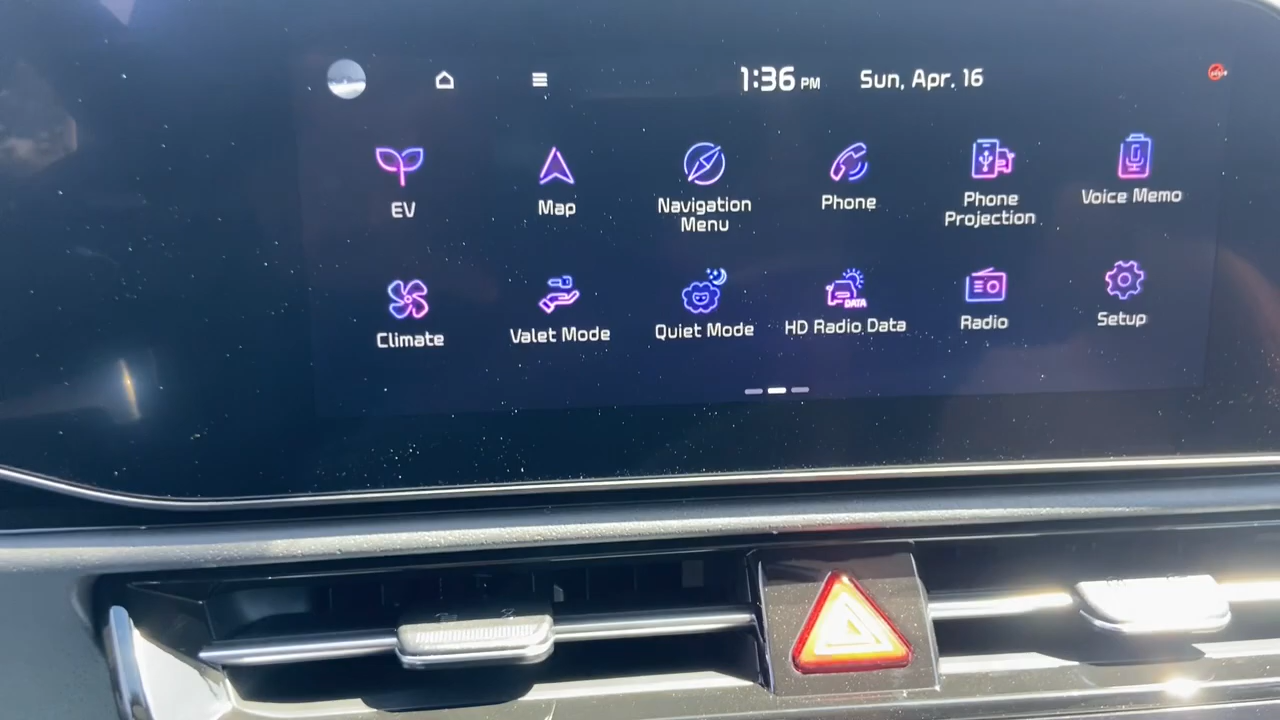 1:36 PM Sun, Apr. 16
EV
Map
Navigation
Menu
Phone
Phone
Projection
Voice Memo
Climate
Valet Mode
Quiet Mode
DATA
HD Radio Data
Radio
Setup